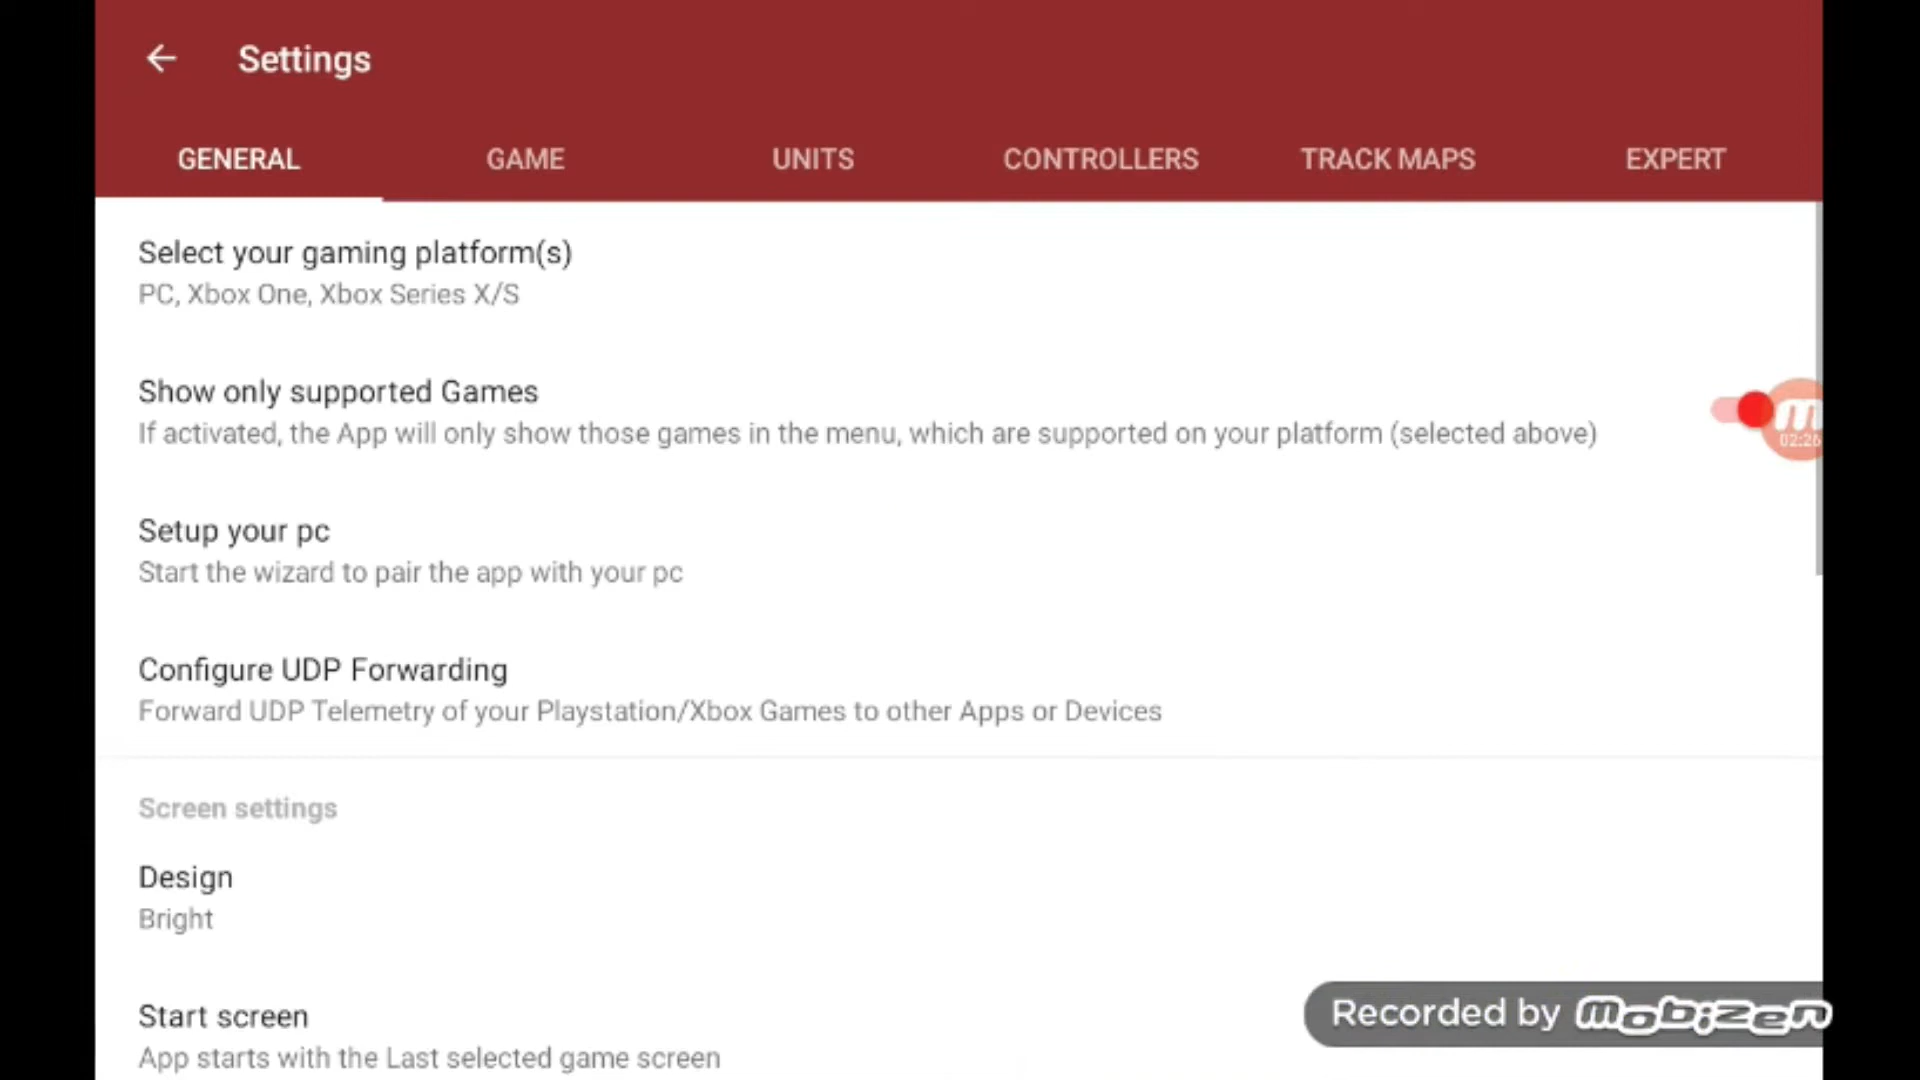 Settings
GENERAL GAME UNITS CONTROLLERS TRACK MAPS EXPERT
Select your gaming platform(s)
PC, Xbox One, Xbox Series X/S
Show only supported Games
If activated, the App will only show those games in the menu, which are supported on your platform (selected above)
02:26
Setup your pc
Start the wizard to pair the app with your pc
Configure UDP Forwarding
Forward UDP Telemetry of your Playstation/Xbox Games to other Apps or Devices
Screen settings
Design
Bright
Start screen
App starts with the Last selected game screen
Recorded by mobizen